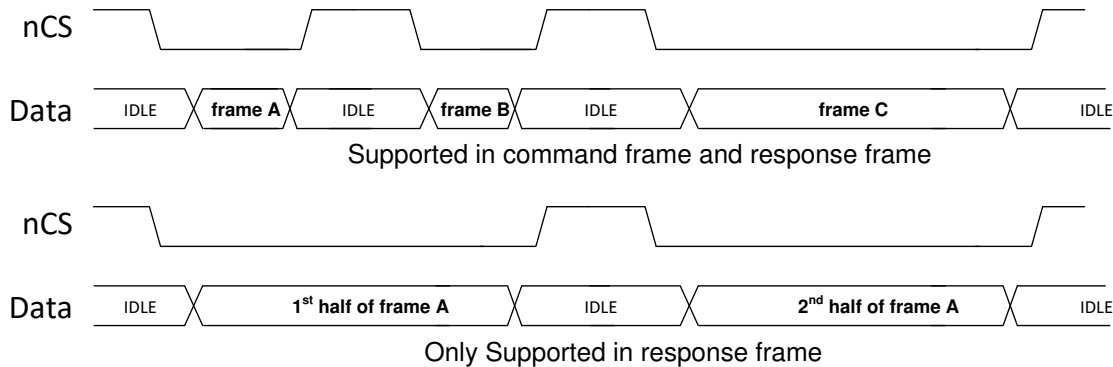 nCS
Data IDLE frame A IDLE frame B IDLE frame C IDLE
Supported in command frame and response frame
nCS
Data IDLE 1st half of frame A IDLE 2nd half of frame A IDLE
Only Supported in response frame